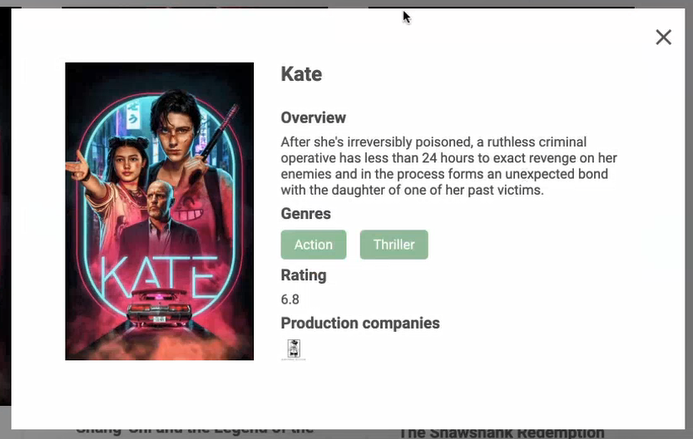 Kate
Overview
After she's irreversibly poisoned, a ruthless criminal
operative has less than 24 hours to exact revenge on her
enemies and in the process forms an unexpected bond
with the daughter of one of her past victims.
Genres
Action Thriller
Rating
6.8
Production companies
KATE
Shang-Chi and the Legend of the
The Shawshank Redemption